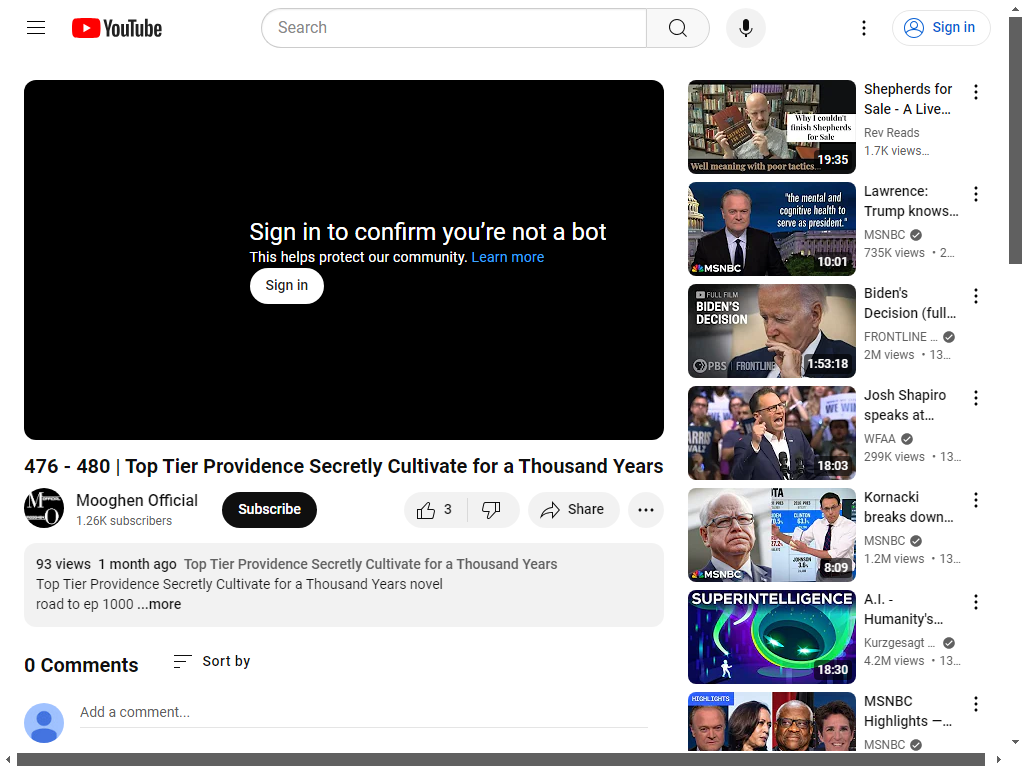 YouTube
Search
Sign in
Sign in to confirm you’re not a bot
This helps protect our community. Learn more
Sign in
476 - 480 | Top Tier Providence Secretly Cultivate for a Thousand Years
Mooghen Official
1.26K subscribers
Subscribe
3
Share
93 views 1 month ago Top Tier Providence Secretly Cultivate for a Thousand Years
Top Tier Providence Secretly Cultivate for a Thousand Years novel
road to ep 1000 ...more
0 Comments
Sort by
Add a comment...
Why I couldn't
finish Shepherds
for Sale
Well meaning with poor tactics...
19:35
Shepherds for
Sale - A Live…
Rev Reads
1.7K views…
"the mental and
cognitive health to
serve as president."
MSNBC
10:01
Lawrence:
Trump knows…
MSNBC
735K views • 2…
FULL FILM
BIDEN'S
DECISION
PBS FRONTLINE
1:53:18
Biden's
Decision (full…
FRONTLINE …
2M views • 13…
18:03
Josh Shapiro
speaks at…
WFAA
299K views • 13…
MSNBC
8:09
Kornacki
breaks down…
MSNBC
1.2M views • 13…
SUPERINTELLIGENCE
18:30
A.I. -
Humanity's…
Kurzgesagt …
4.2M views • 13…
HIGHLIGHTS
MSNBC
Highlights —…
MSNBC